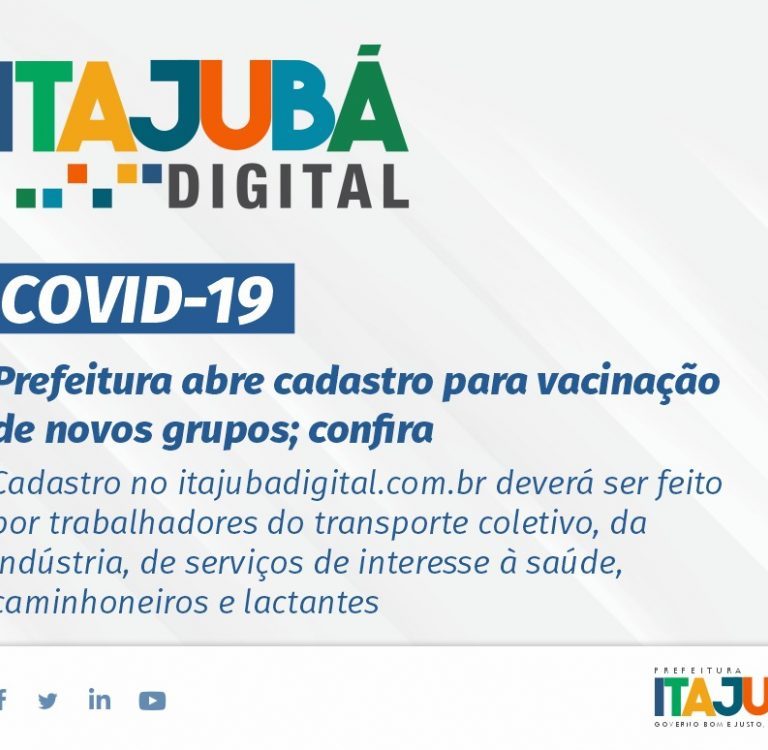 ITAJUBÁ
DIGITAL
COVID-19
Prefeitura abre cadastro para vacinação
de novos grupos; confira
Cadastro no itajubadigital.com.br deverá ser feito
por trabalhadores do transporte coletivo, da
indústria, de serviços de interesse à saúde,
caminhoneiros e lactantes
PREFEITURA
ITAJU
GOVERNO BOM E JUSTO,